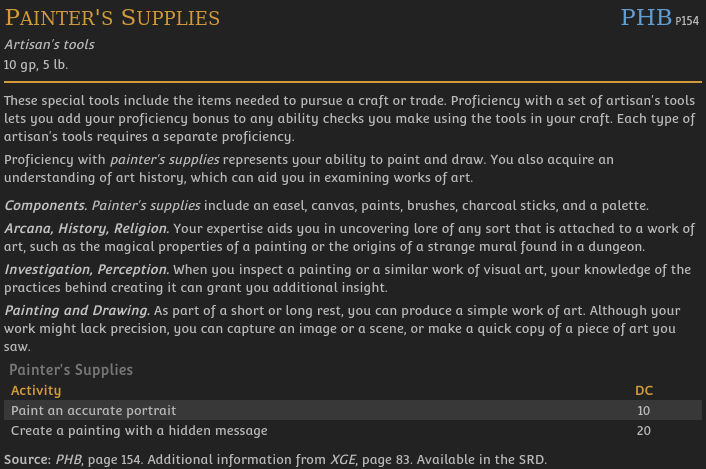 PAINTER'S SUPPLIES PHB P154
Artisan's tools
10 gp, 5 lb.
These special tools include the items needed to pursue a craft or trade. Proficiency with a set of artisan's tools
lets you add your proficiency bonus to any ability checks you make using the tools in your craft. Each type of
artisan's tools requires a separate proficiency.
Proficiency with painter's supplies represents your ability to paint and draw. You also acquire an
understanding of art history, which can aid you in examining works of art.
Components. Painter's supplies include an easel, canvas, paints, brushes, charcoal sticks, and a palette.
Arcana, History, Religion. Your expertise aids you in uncovering lore of any sort that is attached to a work of
art, such as the magical properties of a painting or the origins of a strange mural found in a dungeon.
Investigation, Perception. When you inspect a painting or a similar work of visual art, your knowledge of the
practices behind creating it can grant you additional insight.
Painting and Drawing. As part of a short or long rest, you can produce a simple work of art. Although your
work might lack precision, you can capture an image or a scene, or make a quick copy of a piece of art you
saw.
Painter's Supplies
Activity DC
Paint an accurate portrait 10
Create a painting with a hidden message 20
Source: PHB, page 154. Additional information from XGE, page 83. Available in the SRD.